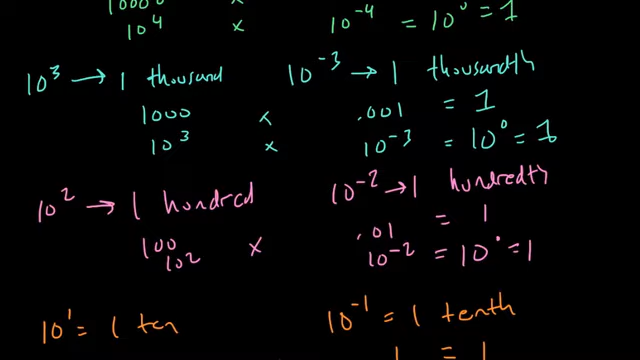 10000 x
10⁴ x 10⁻⁴ = 10⁰ = 1
10³ → 1 thousand 10⁻³ → 1 thousandth
1000 x .001 = 1
10³ x 10⁻³ = 10⁰ = 1
10² → 1 hundred 10⁻² → 1 hundredth
100 x .01 = 1
10² 10⁻² = 10⁰ = 1
10¹ = 1 ten 10⁻¹ = 1 tenth
= 1